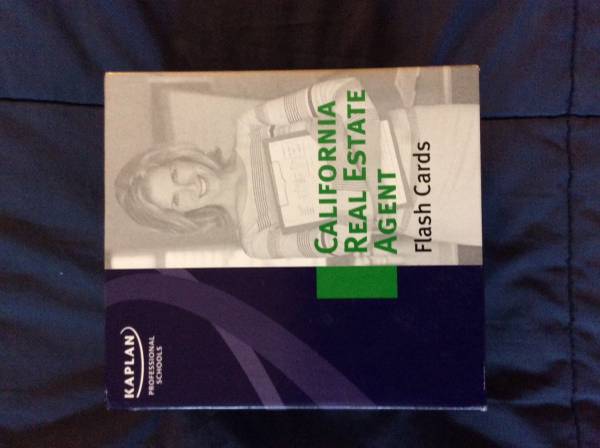 CALIFORNIA
REAL ESTATE
AGENT
Flash Cards
KAPLAN
PROFESSIONAL
SCHOOLS